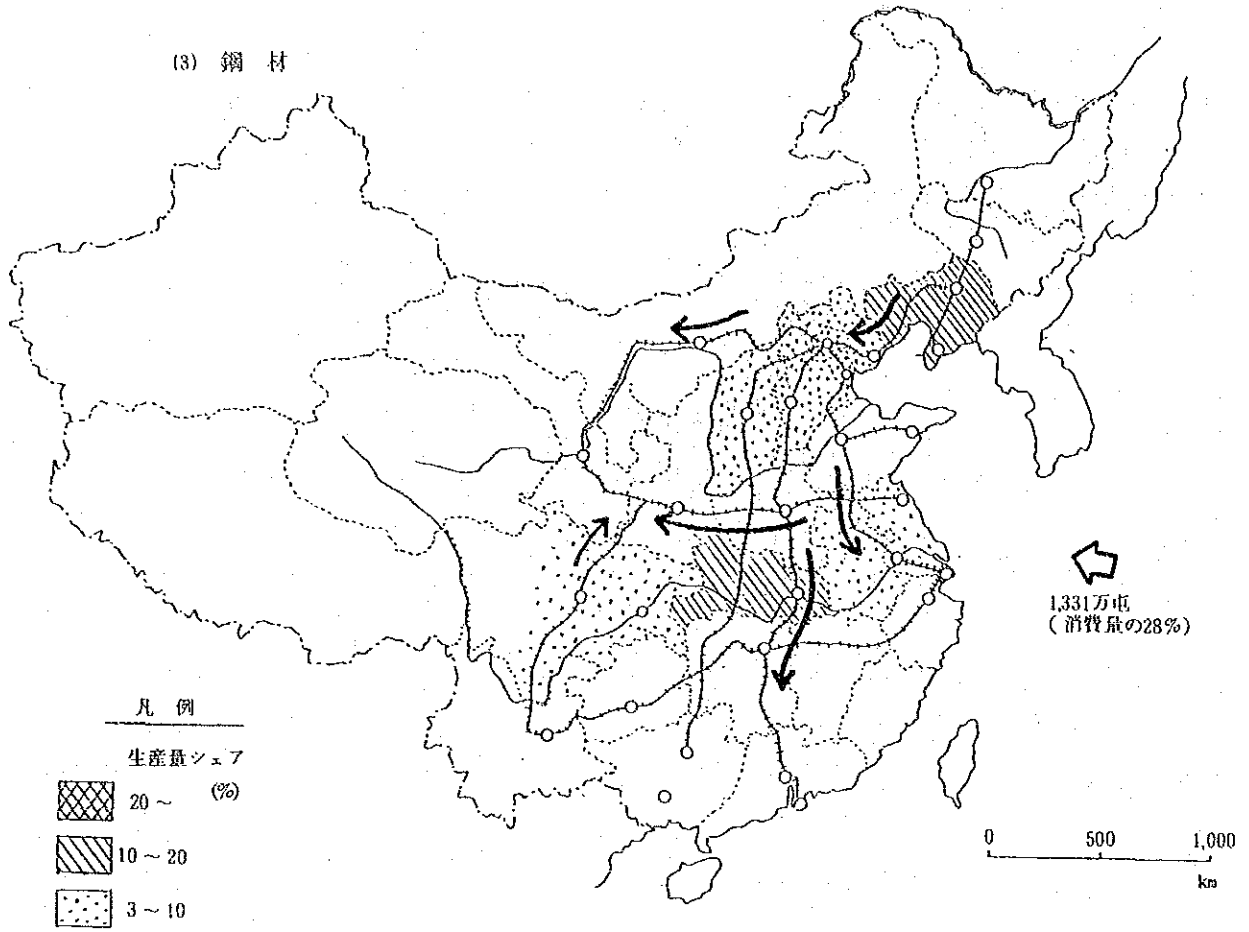 (3) 鋼材
1,331万屯
(消費量の28%)
凡例
生産量シェア
(%)
20～
10～20
3～10
0 500 1,000
km